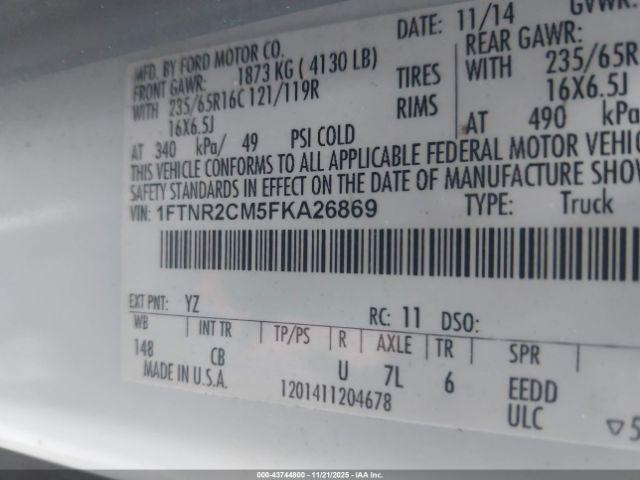 MFD. BY FORD MOTOR CO. DATE: 11/14 GVWR:
FRONT GAWR: 1873 KG ( 4130 LB) REAR GAWR:
WITH 235/65R16C 121/119R TIRES WITH 235/65R
16X6.5J RIMS 16X6.5J
AT 340 kPa/ 49 PSI COLD AT 490 kPa
THIS VEHICLE CONFORMS TO ALL APPLICABLE FEDERAL MOTOR VEHIC
SAFETY STANDARDS IN EFFECT ON THE DATE OF MANUFACTURE SHO
VIN: 1FTNR2CM5FKA26869 TYPE: Truck
EXT PNT: YZ RC: 11 DSO:
WB INT TR TP/PS R AXLE TR SPR
148 CB U 7L 6 EEDD
MADE IN U.S.A. 1201411204678 ULC
▽5
000-43744800 - 11/21/2025 - IAA Inc.